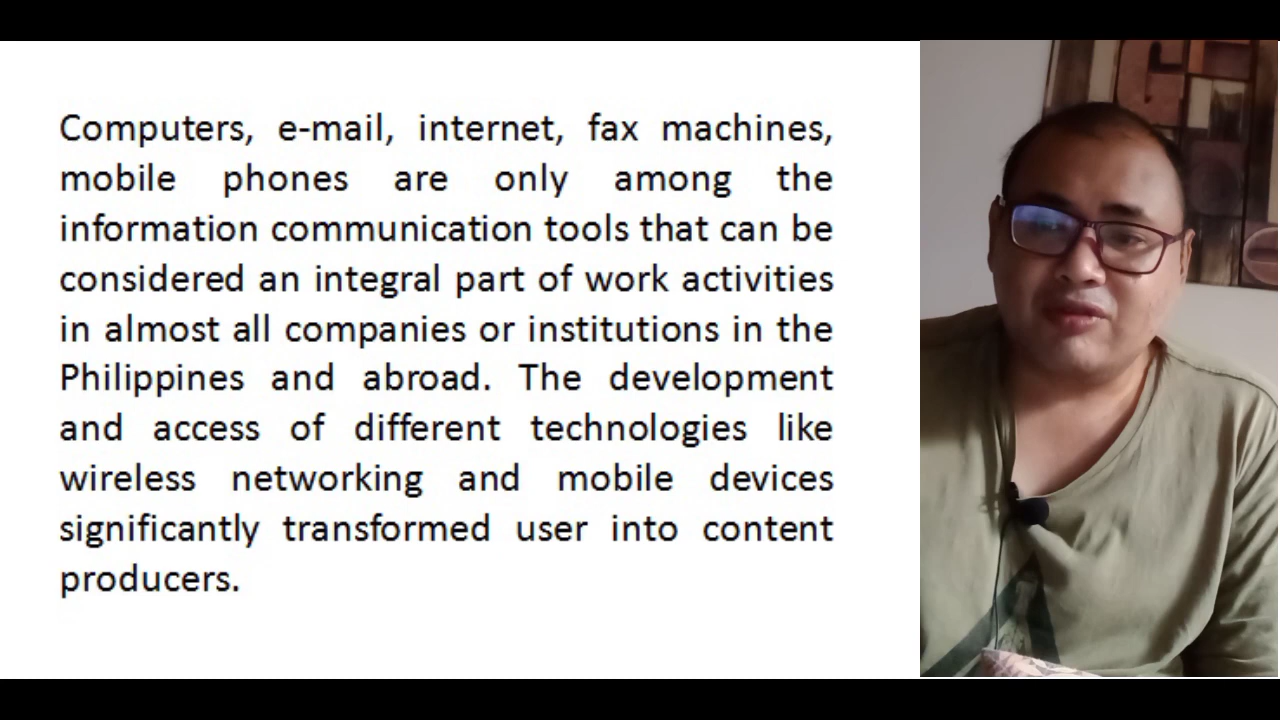 Computers, e-mail, internet, fax machines,
mobile phones are only among the
information communication tools that can be
considered an integral part of work activities
in almost all companies or institutions in the
Philippines and abroad. The development
and access of different technologies like
wireless networking and mobile devices
significantly transformed user into content
producers.